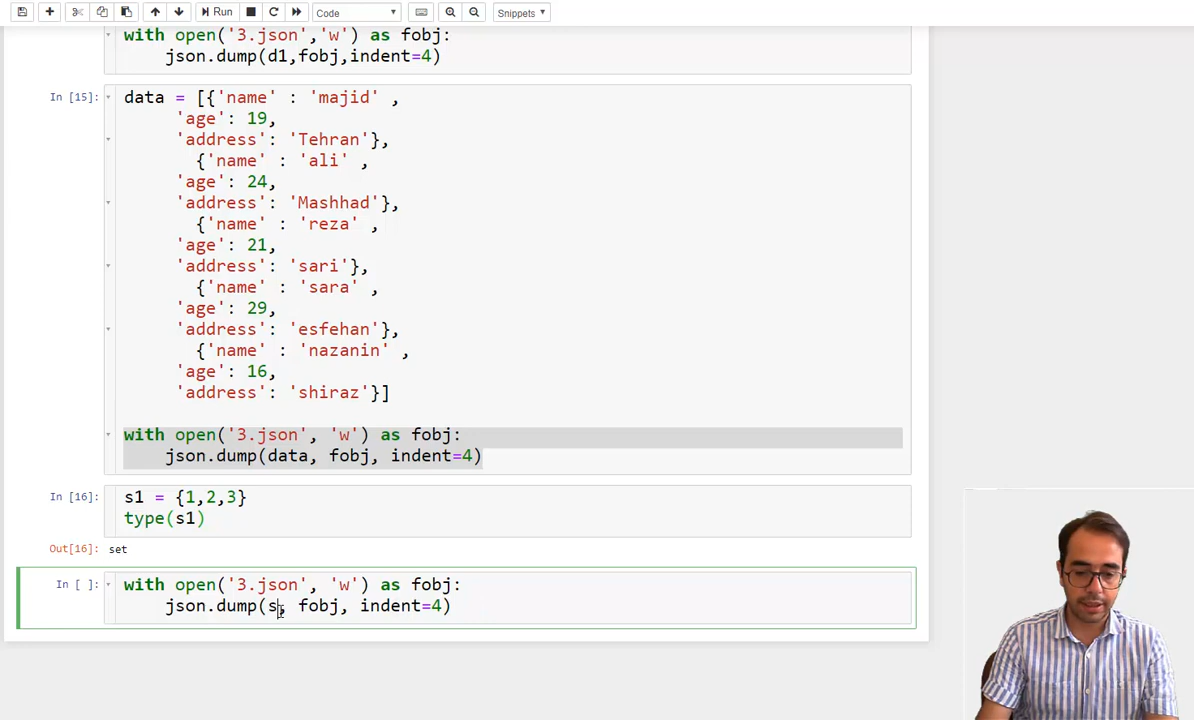 Run
Code
Snippets
with open('3.json','w') as fobj:
json.dump(d1,fobj,indent=4)
In [15]:
data = [{'name' : 'majid' ,
'age': 19,
'address': 'Tehran'},
{'name' : 'ali' ,
'age': 24,
'address': 'Mashhad'},
{'name' : 'reza' ,
'age': 21,
'address': 'sari'},
{'name' : 'sara' ,
'age': 29,
'address': 'esfehan'},
{'name' : 'nazanin' ,
'age': 16,
'address': 'shiraz'}]
with open('3.json', 'w') as fobj:
json.dump(data, fobj, indent=4)
In [16]:
s1 = {1,2,3}
type(s1)
Out[16]: set
In [ ]:
with open('3.json', 'w') as fobj:
json.dump(s, fobj, indent=4)